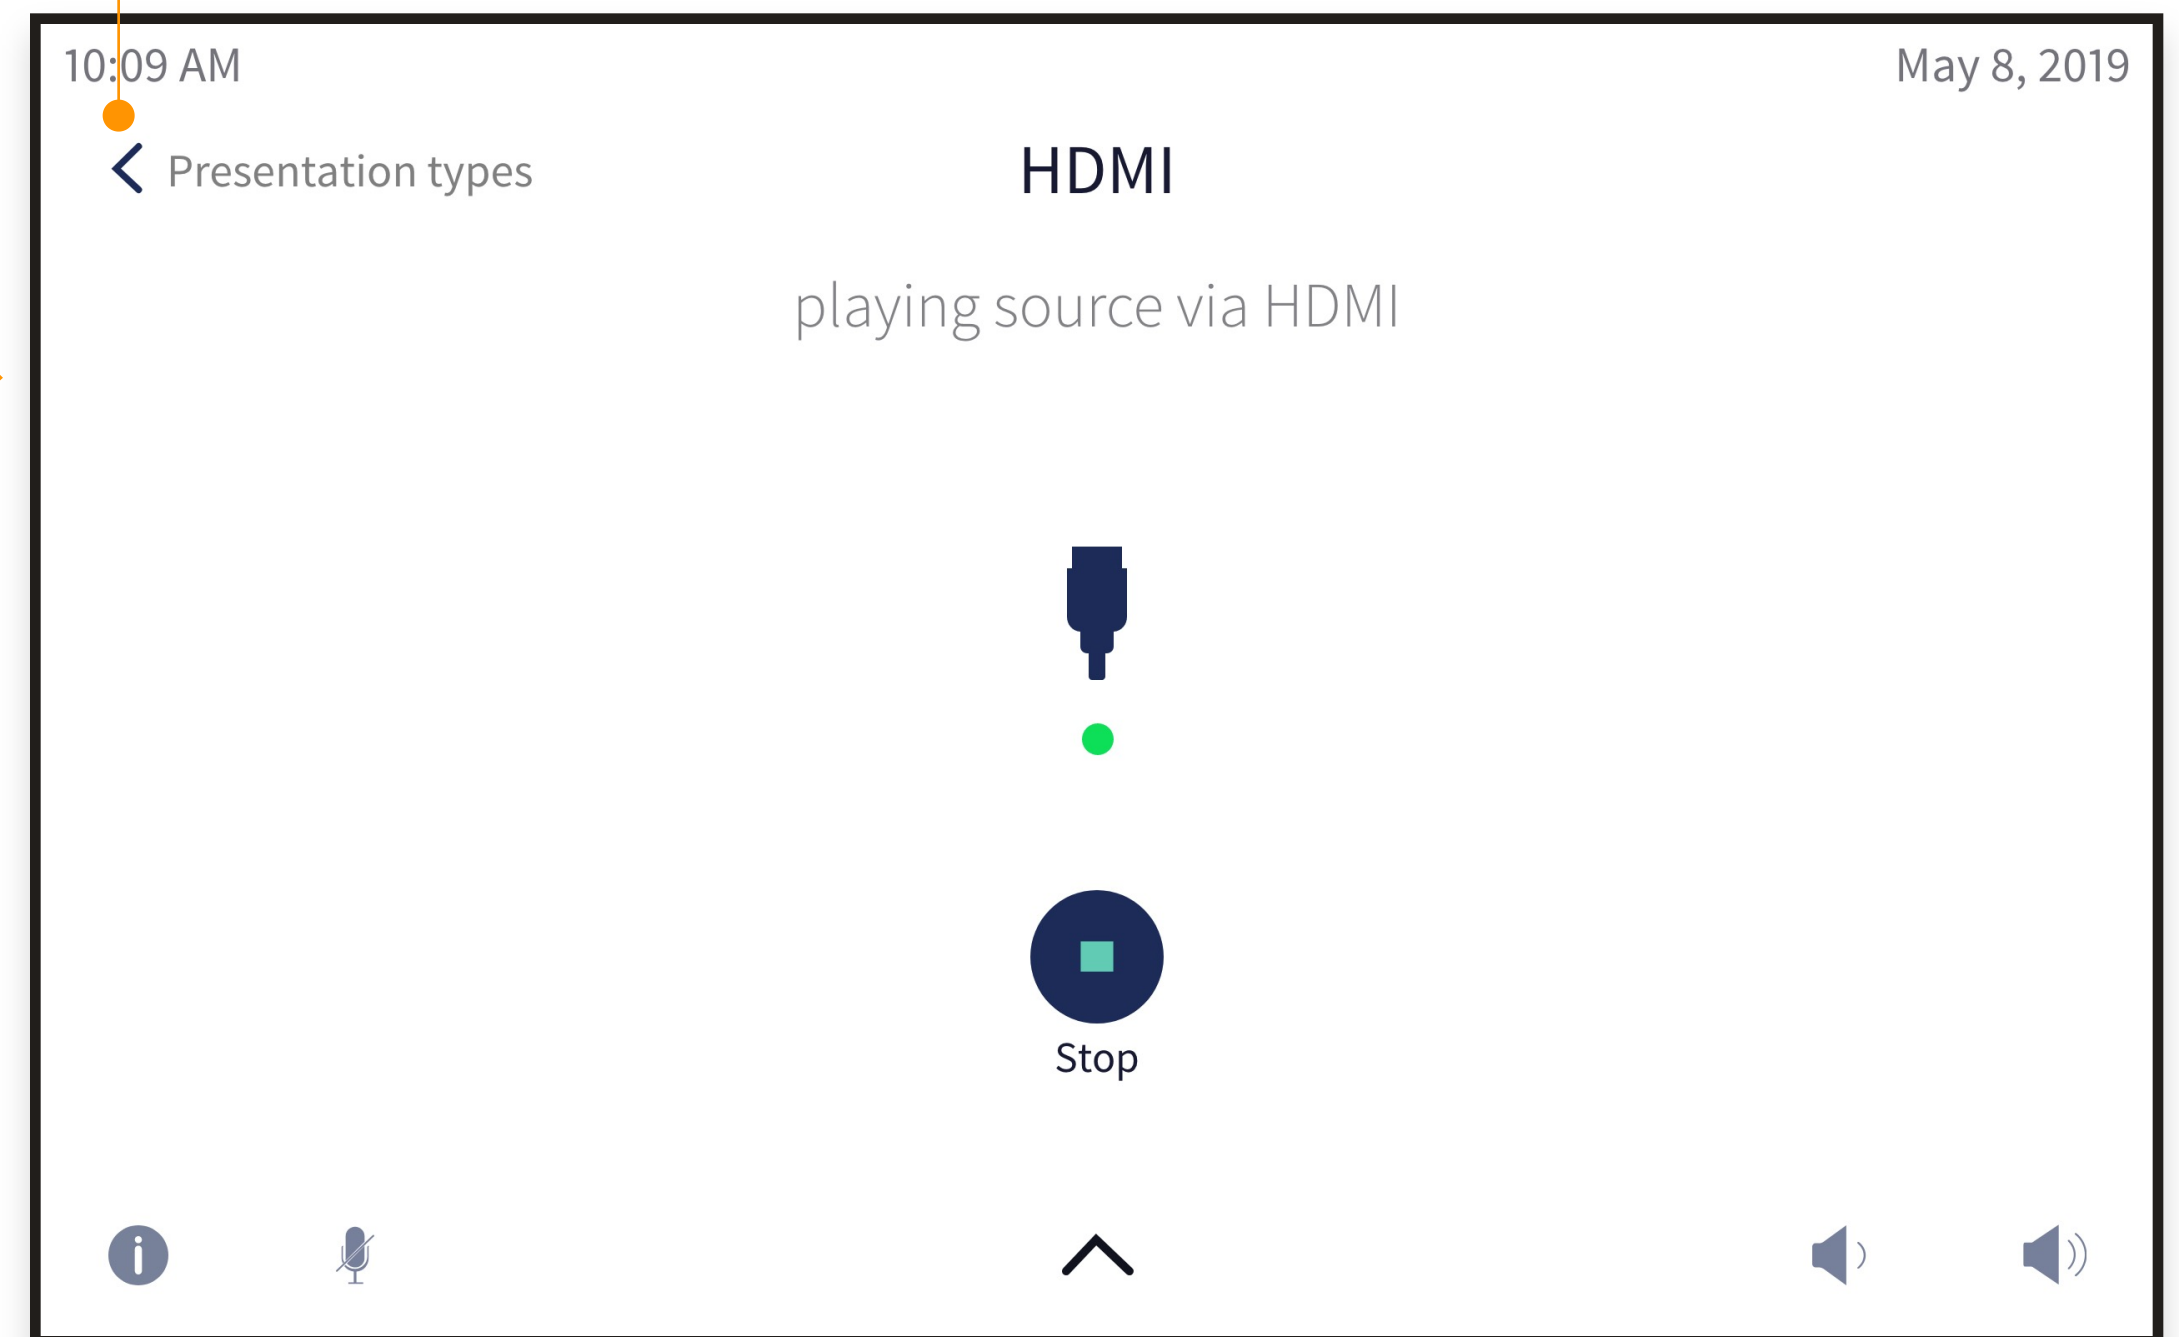 10:09 AM
May 8, 2019
Presentation types
HDMI
playing source via HDMI
Stop